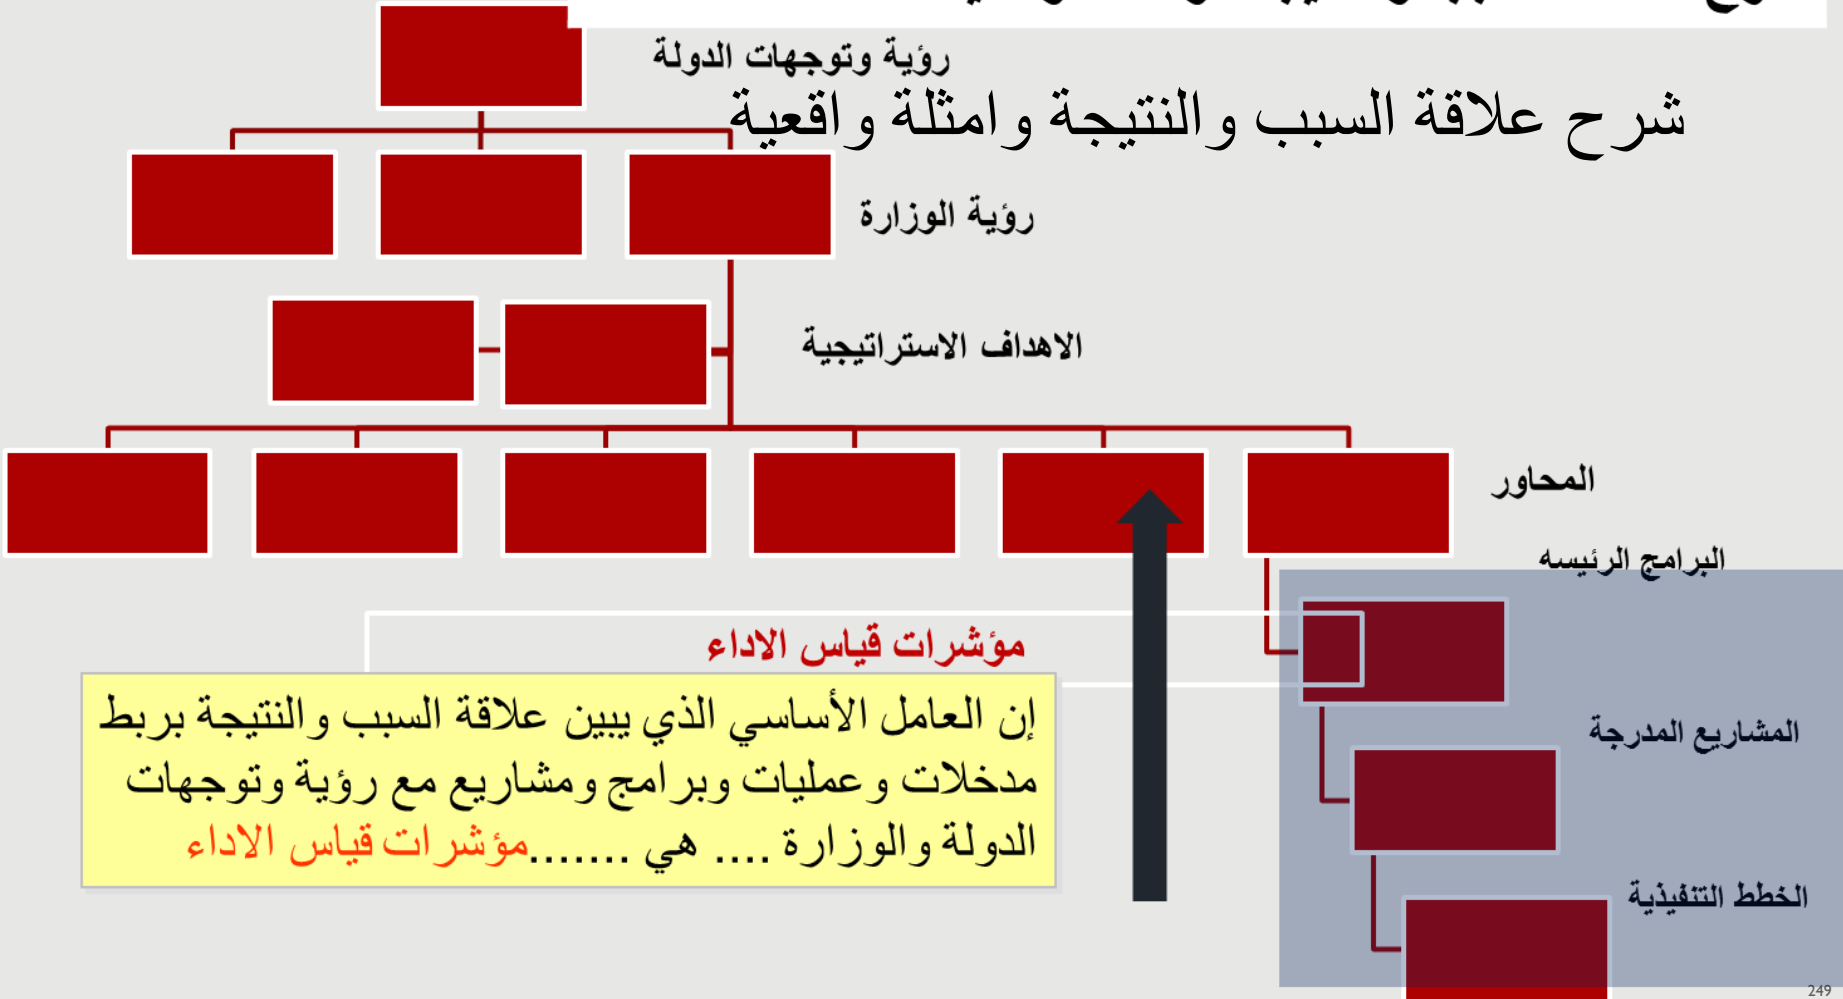 رؤية وتوجهات الدولة
شرح علاقة السبب والنتيجة وامثلة واقعية
رؤية الوزارة
الاهداف الاستراتيجية
المحاور
البرامج الرئيسه
مؤشرات قياس الاداء
إن العامل الأساسي الذي يبين علاقة السبب والنتيجة بربط
مدخلات وعمليات وبرامج ومشاريع مع رؤية وتوجهات
الدولة والوزارة .... هي .......مؤشرات قياس الاداء
المشاريع المدرجة
الخطط التنفيذية
249